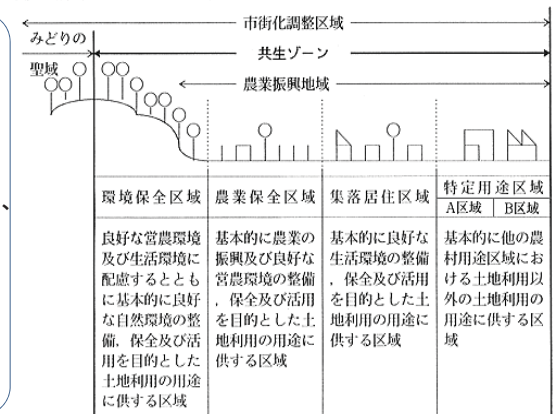 市街化調整区域
みどりの
聖域
共生ゾーン
農業振興地域
環境保全区域
良好な営農環境
及び生活環境に
配慮するととも
に基本的に良好
な自然環境の整
備，保全及び活
用を目的とした
土地利用の用途
に供する区域
農業保全区域
基本的に農業の
振興及び良好な
営農環境の整備
，保全及び活用
を目的とした土
地利用の用途に
供する区域
集落居住区域
基本的に良好な
生活環境の整備
，保全及び活用
を目的とした土
地利用の用途に
供する区域
特定用途区域
A区域
B区域
基本的に他の農
村用途区域にお
ける土地利用以
外の土地利用の
用途に供する区
域